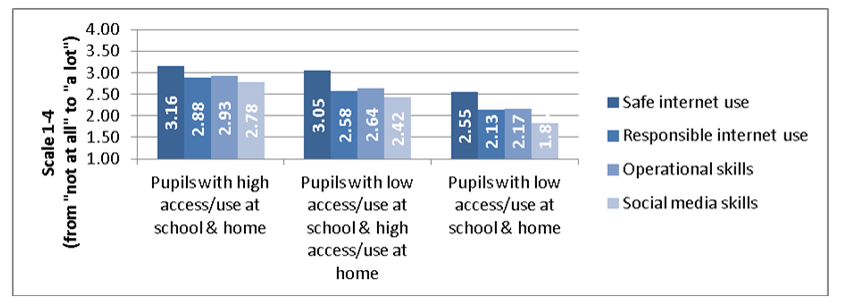 Scale 1-4
(from "not at all" to "a lot")
4.00
3.50
3.00
2.50
2.00
1.50
1.00
3.16
2.88
2.93
2.78
3.05
2.58
2.64
2.42
2.55
2.13
2.17
Pupils with high
access/use at
school & home
Pupils with low
access/use at
school & high
access/use at
home
Pupils with low
access/use at
school & home
Safe internet use
Responsible internet use
Operational skills
Social media skills